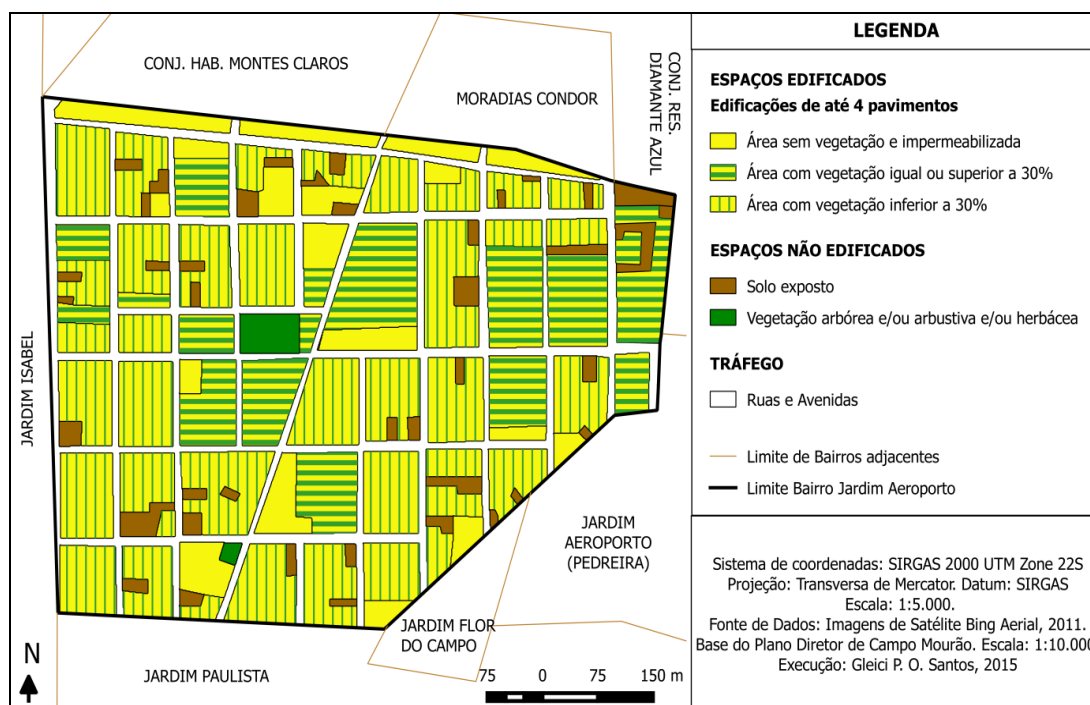 CONJ. HAB. MONTES CLAROS
MORADIAS CONDOR
CONJ. RES.
DIAMANTE AZUL
JARDIM ISABEL
JARDIM
AEROPORTO
(PEDREIRA)
JARDIM FLOR
DO CAMPO
JARDIM PAULISTA
N
75 0 75 150 m
LEGENDA
ESPAÇOS EDIFICADOS
Edificações de até 4 pavimentos
Área sem vegetação e impermeabilizada
Área com vegetação igual ou superior a 30%
Área com vegetação inferior a 30%
ESPAÇOS NÃO EDIFICADOS
Solo exposto
Vegetação arbórea e/ou arbustiva e/ou herbácea
TRÁFEGO
Ruas e Avenidas
Limite de Bairros adjacentes
Limite Bairro Jardim Aeroporto
Sistema de coordenadas: SIRGAS 2000 UTM Zone 22S
Projeção: Transversa de Mercator. Datum: SIRGAS
Escala: 1:5.000.
Fonte de Dados: Imagens de Satélite Bing Aerial, 2011.
Base do Plano Diretor de Campo Mourão. Escala: 1:10.000
Execução: Gleici P. O. Santos, 2015